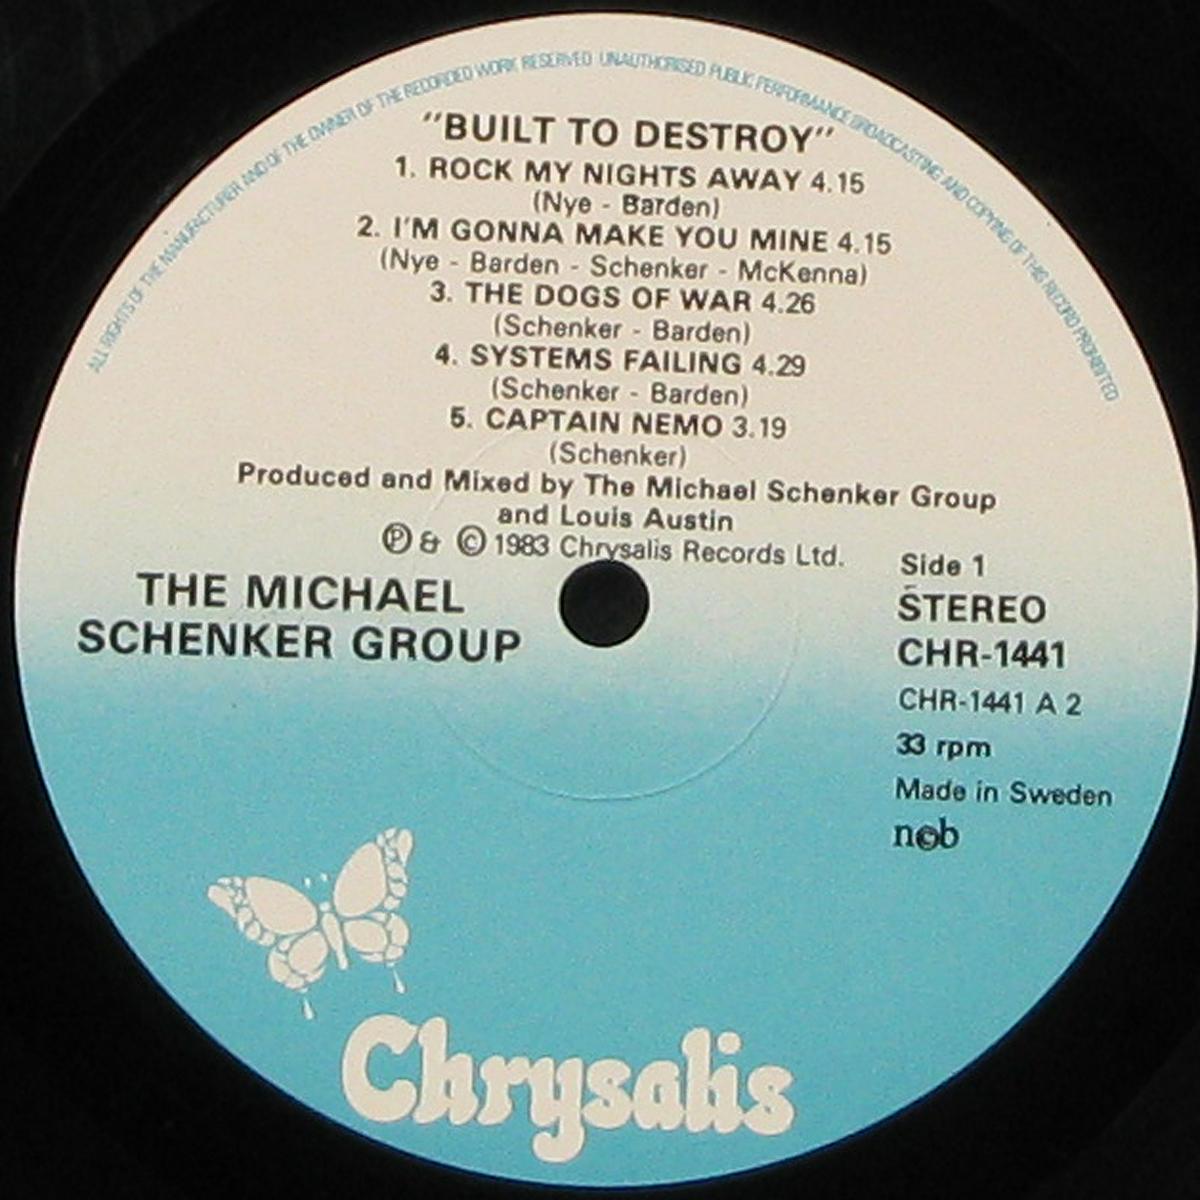 ALL RIGHTS OF THE MANUFACTURER AND OF THE OWNER OF THE RECORDED WORK RESERVED UNAUTHORISED PUBLIC PERFORMANCE BROADCASTING AND COPYING OF THIS RECORD PROHIBITED
"BUILT TO DESTROY"
1. ROCK MY NIGHTS AWAY 4.15
(Nye - Barden)
2. I'M GONNA MAKE YOU MINE 4.15
(Nye - Barden - Schenker - McKenna)
3. THE DOGS OF WAR 4.26
(Schenker - Barden)
4. SYSTEMS FAILING 4.29
(Schenker - Barden)
5. CAPTAIN NEMO 3.19
(Schenker)
Produced and Mixed by The Michael Schenker Group
and Louis Austin
℗ & © 1983 Chrysalis Records Ltd.
THE MICHAEL
SCHENKER GROUP
Side 1
STEREO
CHR-1441
CHR-1441 A 2
33 rpm
Made in Sweden
n©b
Chrysalis